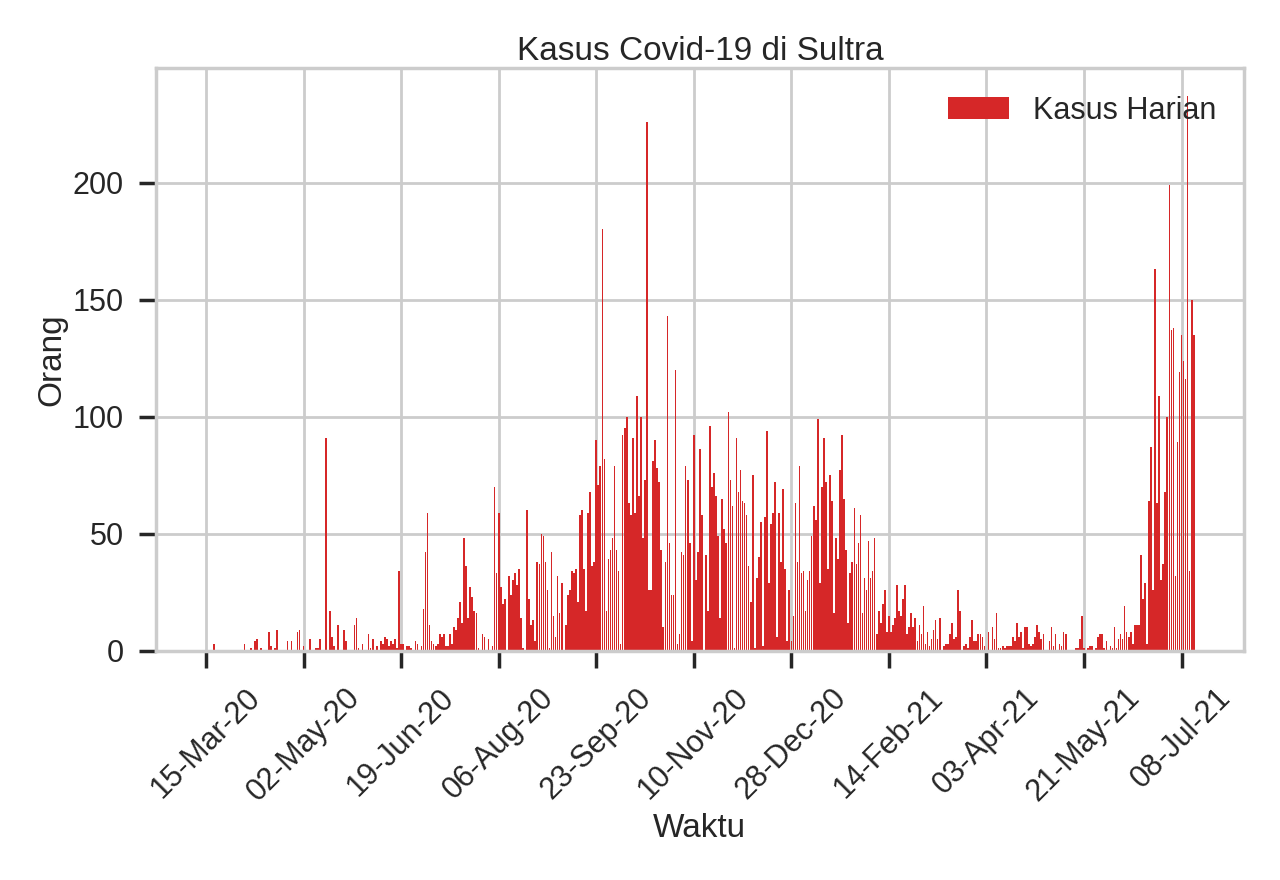 Kasus Covid-19 di Sultra
Kasus Harian
Orang
200
150
100
50
0
15-Mar-20
02-May-20
19-Jun-20
06-Aug-20
23-Sep-20
10-Nov-20
28-Dec-20
14-Feb-21
03-Apr-21
21-May-21
08-Jul-21
Waktu